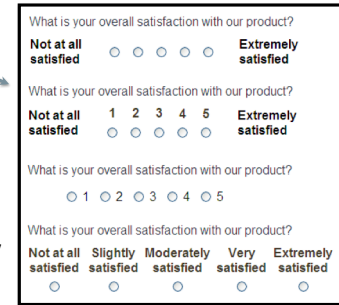 What is your overall satisfaction with our product?
Not at all satisfied Extremely satisfied
What is your overall satisfaction with our product?
Not at all satisfied 1 2 3 4 5 Extremely satisfied
What is your overall satisfaction with our product?
1 2 3 4 5
What is your overall satisfaction with our product?
Not at all satisfied Slightly satisfied Moderately satisfied Very satisfied Extremely satisfied